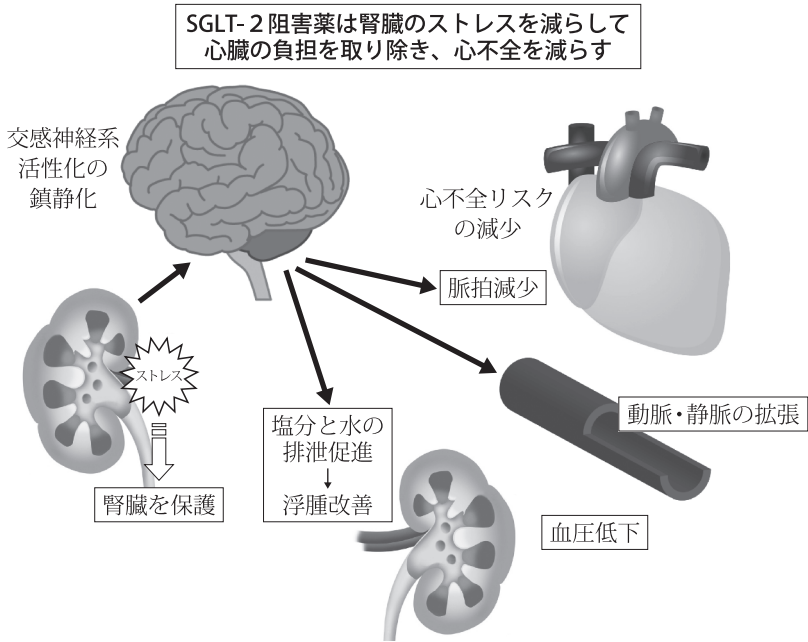 SGLT-２阻害薬は腎臓のストレスを減らして
心臓の負担を取り除き、心不全を減らす
交感神経系
活性化の
鎮静化
心不全リスク
の減少
脈拍減少
ストレス
腎臓を保護
塩分と水の
排泄促進
↓
浮腫改善
動脈・静脈の拡張
血圧低下